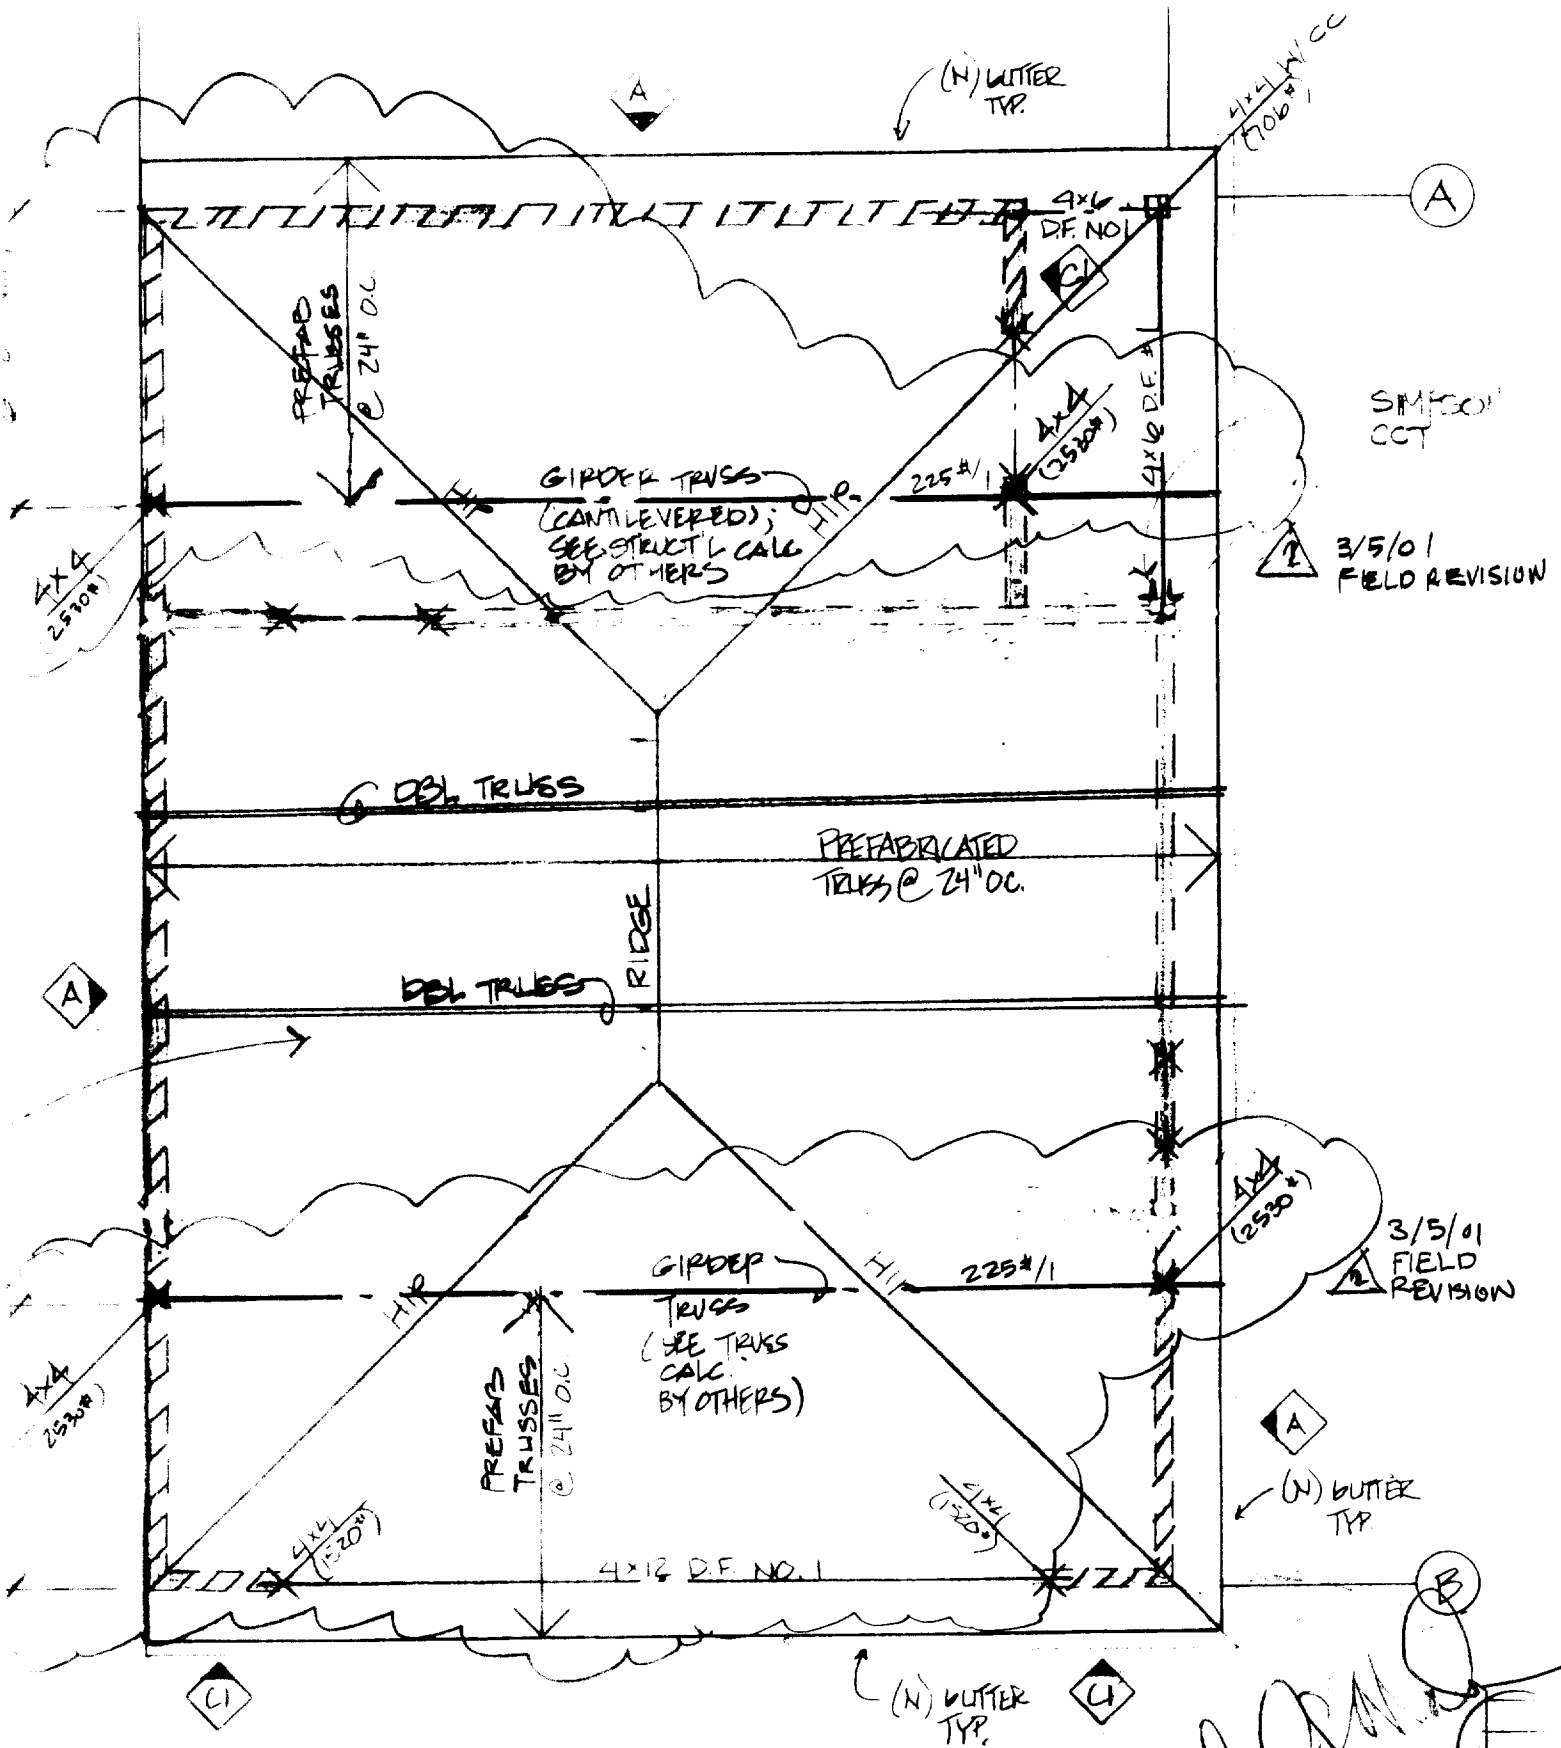 A
(N) GUTTER
TYP.
4x4 W/ CC
(706#)
A
4x6
D.F. NO1
C1
PREFAB
TRUSSES
@ 24" O.C.
4x6 D.F. #1
SIMPSON
CCT
4x4
(2530#)
GIRDER TRUSS
(CANTILEVERED);
SEE STRUCT'L CALC
BY OTHERS
HIP
225#/1
2
3/5/01
FIELD REVISION
4x4
2530#)
DBL TRUSS
PREFABRICATED
TRUSS @ 24" OC.
RIDGE
DBL TRUSS
A
4x4
(2530#)
3/5/01
FIELD
REVISION
2
GIRDER
TRUSS
(SEE TRUSS
CALC.
BY OTHERS)
225#/1
HIP
HIP
4x4
2530#)
PREFAB
TRUSSES
@ 24" O.C.
A
(N) GUTTER
TYP.
4x4
(1520#)
4x4
(1520#)
4x12 D.F. NO. 1
B
C1
(N) GUTTER
TYP.
C1